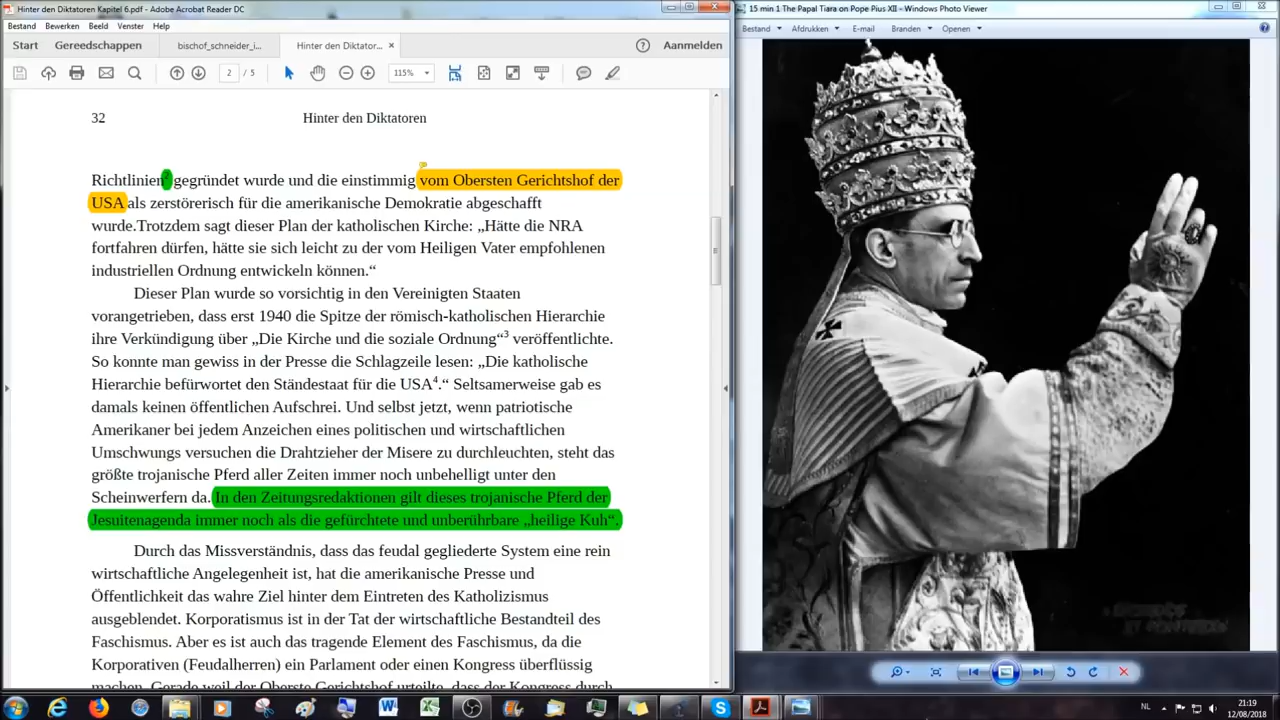 Hinter den Diktatoren Kapitel 6.pdf - Adobe Acrobat Reader DC
Bestand Bewerken Beeld Venster Help
Start Gereedschappen bischof_schneider_i... Hinter den Diktator... × Anmelden
2 / 5 115%
32 Hinter den Diktatoren
Richtlinien gegründet wurde und die einstimmig vom Obersten Gerichtshof der
USA als zerstörerisch für die amerikanische Demokratie abgeschafft
wurde.Trotzdem sagt dieser Plan der katholischen Kirche: „Hätte die NRA
fortfahren dürfen, hätte sie sich leicht zu der vom Heiligen Vater empfohlenen
industriellen Ordnung entwickeln können.“
Dieser Plan wurde so vorsichtig in den Vereinigten Staaten
vorangetrieben, dass erst 1940 die Spitze der römisch-katholischen Hierarchie
ihre Verkündigung über „Die Kirche und die soziale Ordnung“³ veröffentlichte.
So konnte man gewiss in der Presse die Schlagzeile lesen: „Die katholische
Hierarchie befürwortet den Ständestaat für die USA⁴.“ Seltsamerweise gab es
damals keinen öffentlichen Aufschrei. Und selbst jetzt, wenn patriotische
Amerikaner bei jedem Anzeichen eines politischen und wirtschaftlichen
Umschwungs versuchen die Drahtzieher der Misere zu durchleuchten, steht das
größte trojanische Pferd aller Zeiten immer noch unbehelligt unter den
Scheinwerfern da. In den Zeitungsredaktionen gilt dieses trojanische Pferd der
Jesuitenagenda immer noch als die gefürchtete und unberührbare „heilige Kuh“.
Durch das Missverständnis, dass das feudal gegliederte System eine rein
wirtschaftliche Angelegenheit ist, hat die amerikanische Presse und
Öffentlichkeit das wahre Ziel hinter dem Eintreten des Katholizismus
ausgeblendet. Korporatismus ist in der Tat der wirtschaftliche Bestandteil des
Faschismus. Aber es ist auch das tragende Element des Faschismus, da die
Korporativen (Feudalherren) ein Parlament oder einen Kongress überflüssig
machen. Gerade weil der oberste Gerichtshof urteilte, dass der Kongress durch
15 min 1 The Papal Tiara on Pope Pius XII - Windows Photo Viewer
Bestand Afdrukken E-mail Branden Openen
NL 21:19
12/08/2018